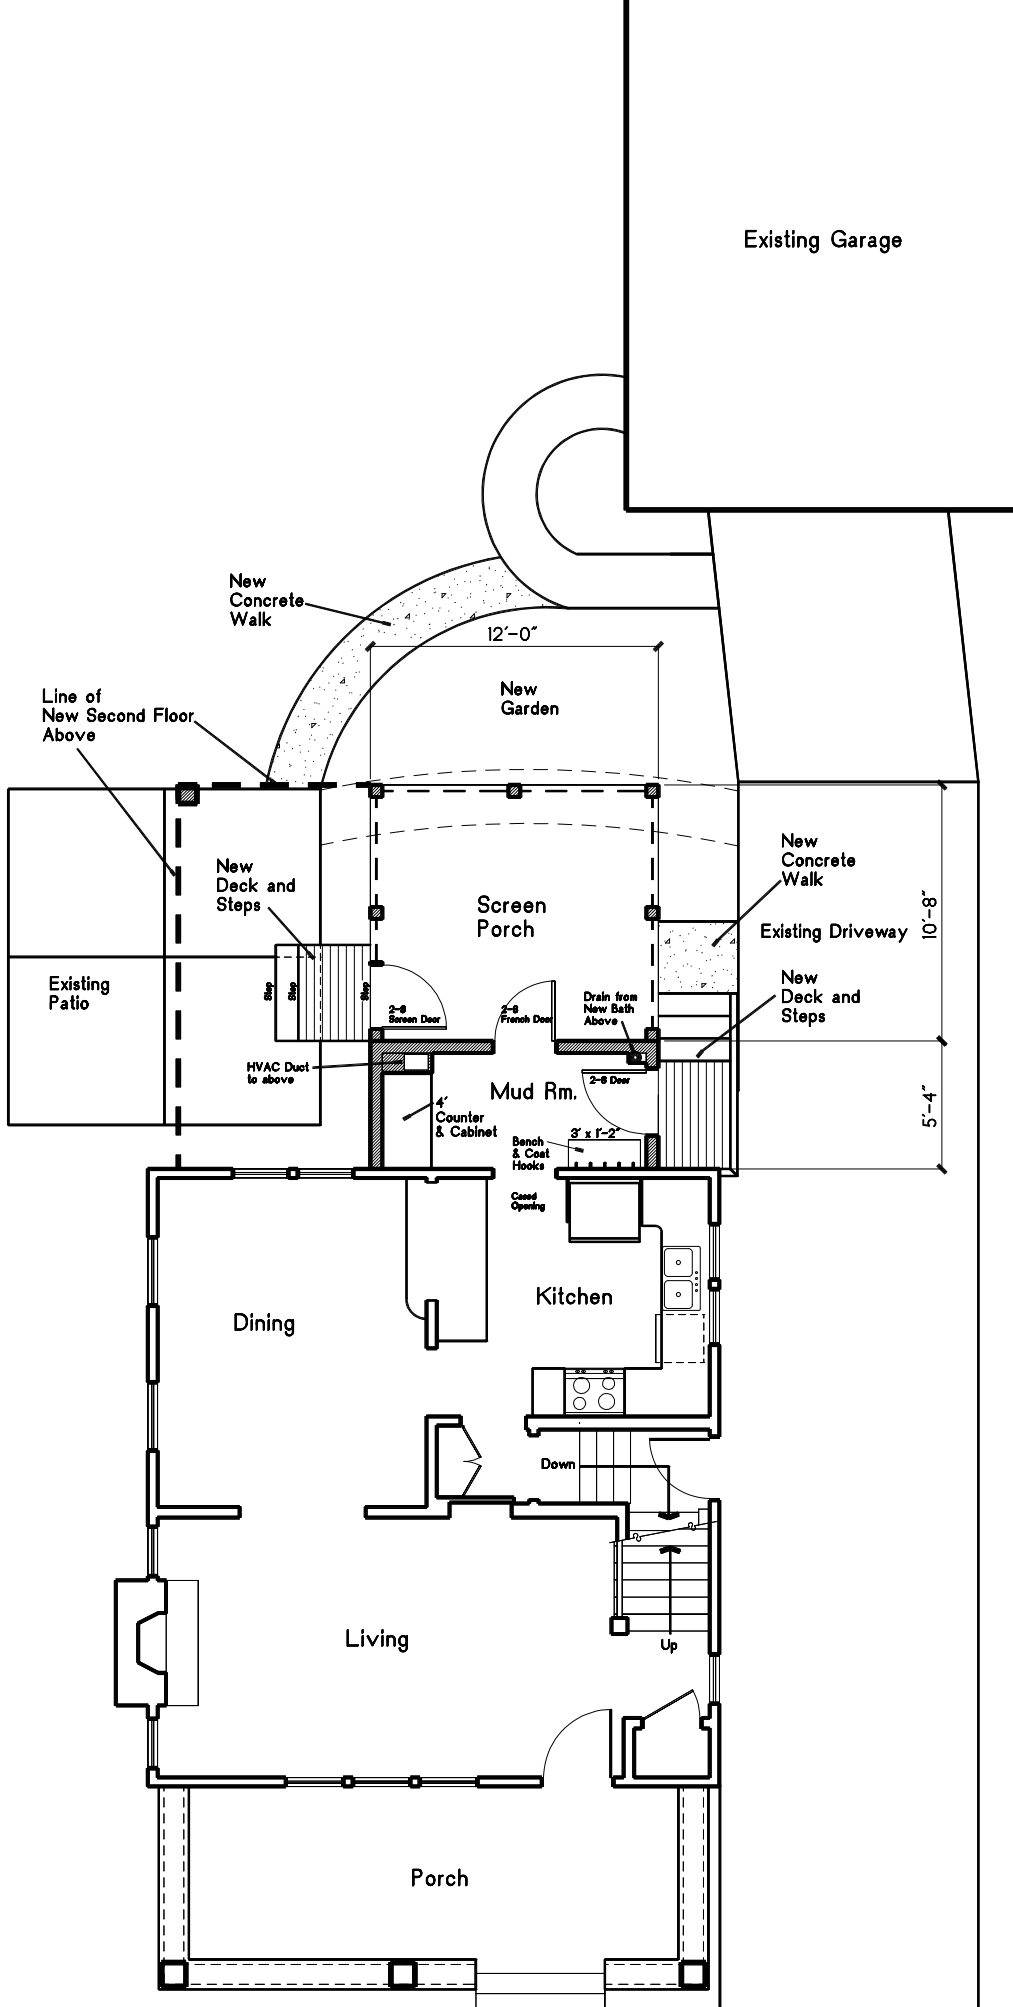 Existing Garage
New
Concrete
Walk
12'-0"
New
Garden
Line of
New Second Floor
Above
New
Deck and
Steps
Screen
Porch
New
Concrete
Walk
10'-8"
Existing Driveway
Existing
Patio
Step
Step
Step
2-8
Screen Door
2-8
French Door
Drain from
New Bath
Above
New
Deck and
Steps
HVAC Duct
to above
Mud Rm.
2-8 Door
4'
Counter
& Cabinet
3' x 1'-2"
Bench
& Coat
Hooks
5'-4"
Cased
Opening
Kitchen
Dining
Down
Living
Up
Porch